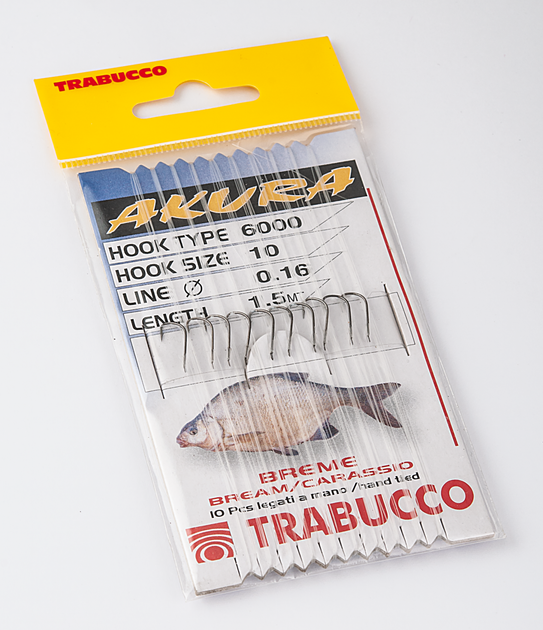 TRABUCCO
AKURA
HOOK TYPE 6000
HOOK SIZE 10
LINE Ø 0.16
LENGTH 1.5MT
BREME
BREAM/CARASSIO
10 Pcs legati a mano/hand tied
TRABUCCO